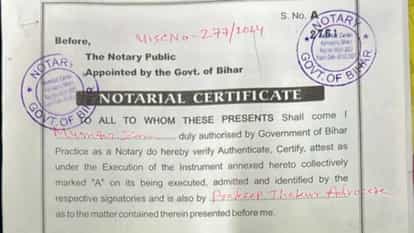 S. No. A
2761
Before, Misc No-277/2024
The Notary Public
Appointed by the Govt. of Bihar
NOTARY
GOVT. OF BIHAR
NOTARY
GOVT. OF BIHAR
NOTARIAL CERTIFICATE
TO ALL TO WHOM THESE PRESENTS Shall come I
duly authorised by Government of Bihar
Practice as a Notary do hereby verify Authenticate, Certify, attest as
under the Execution of the Instrument annexed hereto collectively
marked "A" on its being executed, admitted and identified by the
respective signatories and is also by Pradeep Thakur Advocate
as to the matter contained therein presented before me.